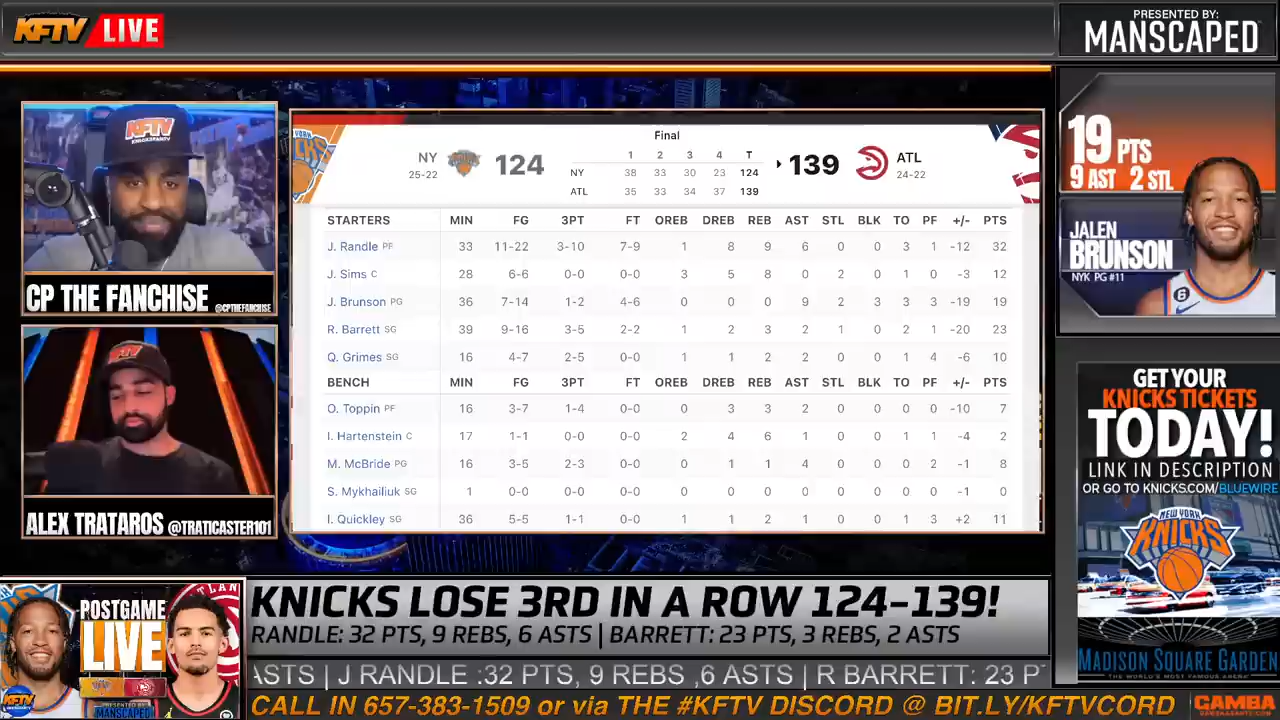 KFTV LIVE
PRESENTED BY:
MANSCAPED
19 PTS
9 AST 2 STL
JALEN
BRUNSON
NYK PG #11
6
KFTV
CP THE FANCHISE @CPTHEFANCHISE
ALEX TRATAROS @TRATICASTER101
Final
NY 25-22 124
1 2 3 4 T
NY 38 33 30 23 124
ATL 35 33 34 37 139
139 ATL 24-22
STARTERS MIN FG 3PT FT OREB DREB REB AST STL BLK TO PF +/- PTS
J. Randle PF 33 11-22 3-10 7-9 1 8 9 6 0 0 3 1 -12 32
J. Sims C 28 6-6 0-0 0-0 3 5 8 0 2 0 1 0 -3 12
J. Brunson PG 36 7-14 1-2 4-6 0 0 0 9 2 3 3 3 -19 19
R. Barrett SG 39 9-16 3-5 2-2 1 2 3 2 1 0 2 1 -20 23
Q. Grimes SG 16 4-7 2-5 0-0 1 1 2 2 0 0 1 4 -6 10
BENCH MIN FG 3PT FT OREB DREB REB AST STL BLK TO PF +/- PTS
O. Toppin PF 16 3-7 1-4 0-0 0 3 3 2 0 0 0 0 -10 7
I. Hartenstein C 17 1-1 0-0 0-0 2 4 6 1 0 0 1 1 -4 2
M. McBride PG 16 3-5 2-3 0-0 0 1 1 4 0 0 0 2 -1 8
S. Mykhailiuk SG 1 0-0 0-0 0-0 0 0 0 0 0 0 0 0 -1 0
I. Quickley SG 36 5-5 1-1 0-0 1 1 2 1 0 0 1 3 +2 11
GET YOUR
KNICKS TICKETS
TODAY!
LINK IN DESCRIPTION
OR GO TO KNICKS.COM/BLUEWIRE
NEW YORK
KNICKS
MADISON SQUARE GARDEN
THE WORLD'S MOST FAMOUS ARENA
POSTGAME
LIVE
PRESENTED BY:
MANSCAPED
KFTV
KNICKS LOSE 3RD IN A ROW 124-139!
RANDLE: 32 PTS, 9 REBS, 6 ASTS | BARRETT: 23 PTS, 3 REBS, 2 ASTS
ASTS | J RANDLE :32 PTS, 9 REBS ,6 ASTS R BARRETT: 23 P
CALL IN 657-383-1509 or via THE #KFTV DISCORD @ BIT.LY/KFTVCORD
GAMBA